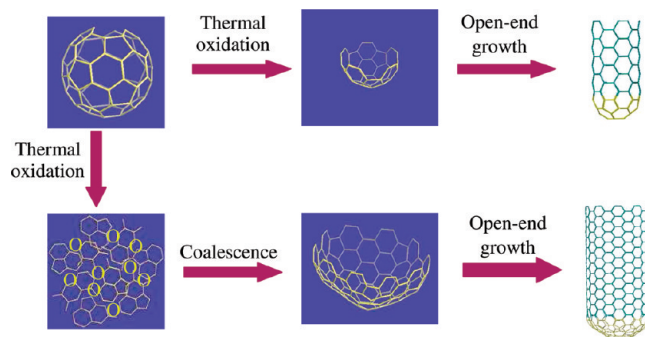 Thermal
oxidation
Open-end
growth
Thermal
oxidation
O O
O O O
O O O
O
Coalescence
Open-end
growth